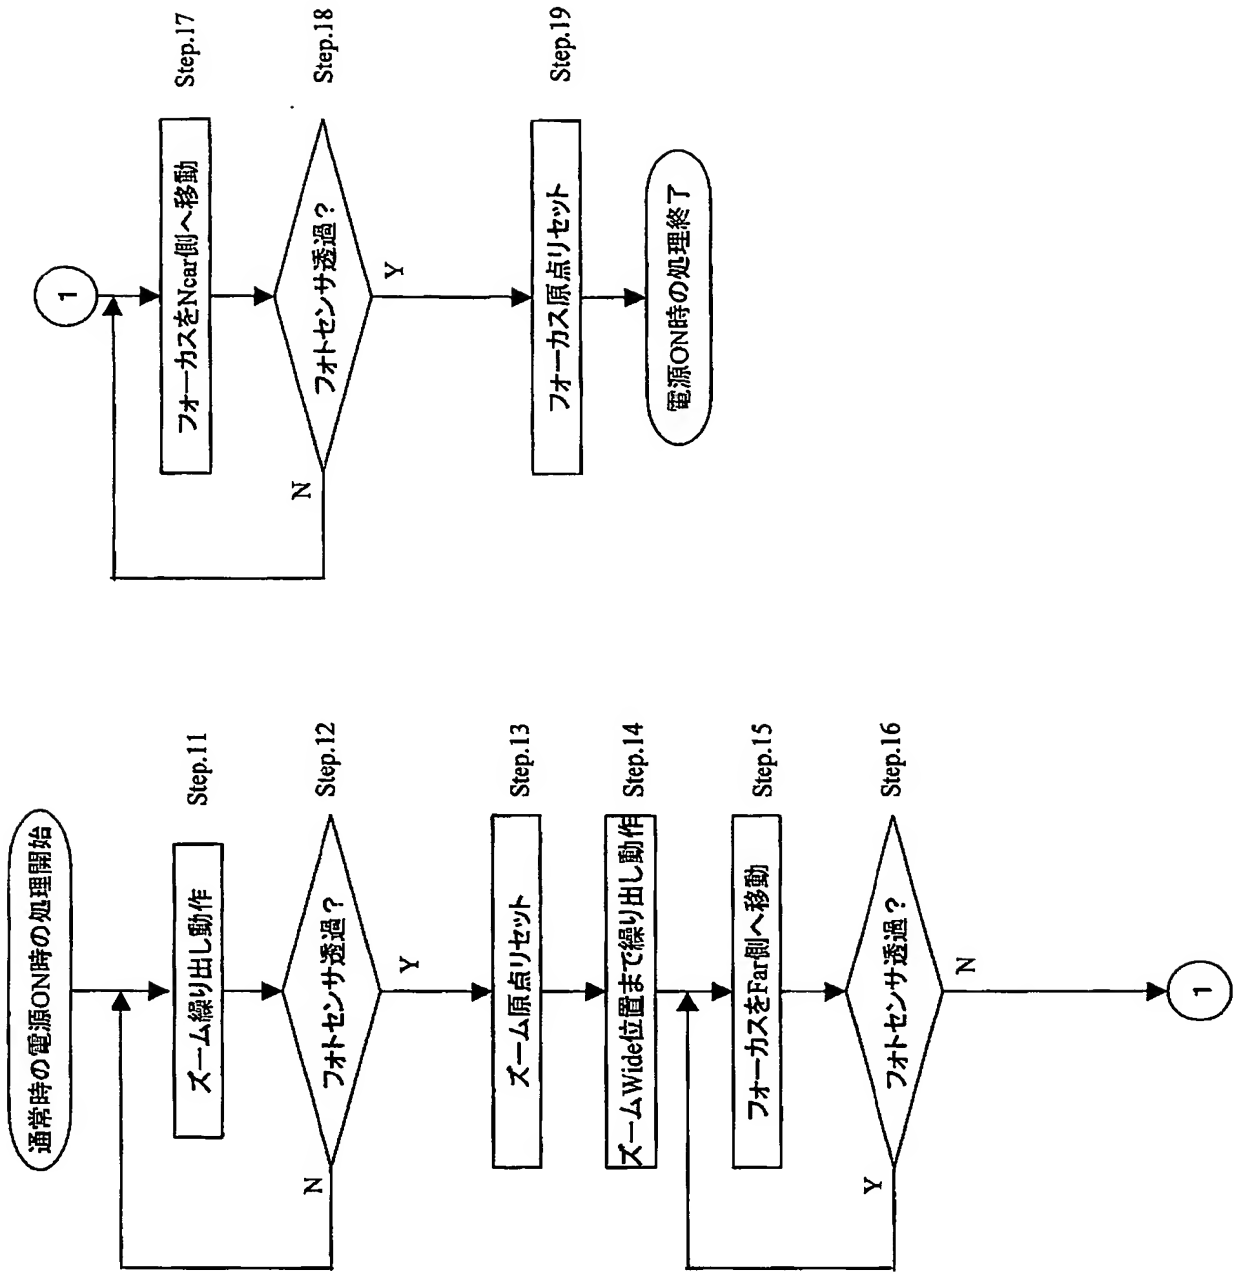 通常時の電源ON時の処理開始
ズーム繰り出し動作
Step.11
フォトセンサ透過?
Step.12
N
Y
ズーム原点リセット
Step.13
ズームWide位置まで繰り出し動作
Step.14
フォーカスをFar側へ移動
Step.15
フォトセンサ透過?
Step.16
Y
N
1
1
フォーカスをNear側へ移動
Step.17
フォトセンサ透過?
Step.18
N
Y
フォーカス原点リセット
Step.19
電源ON時の処理終了